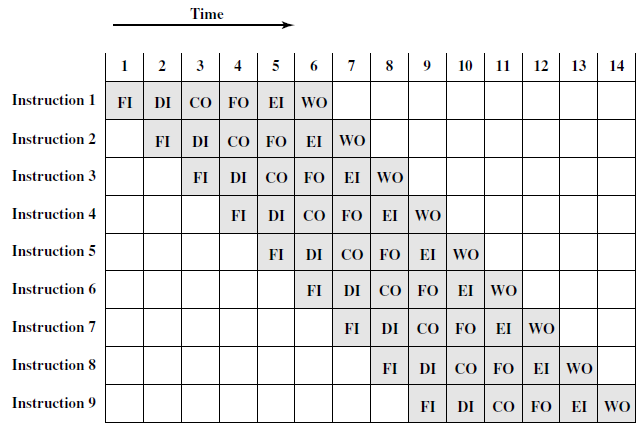 Time
1 2 3 4 5 6 7 8 9 10 11 12 13 14
Instruction 1 FI DI CO FO EI WO
Instruction 2 FI DI CO FO EI WO
Instruction 3 FI DI CO FO EI WO
Instruction 4 FI DI CO FO EI WO
Instruction 5 FI DI CO FO EI WO
Instruction 6 FI DI CO FO EI WO
Instruction 7 FI DI CO FO EI WO
Instruction 8 FI DI CO FO EI WO
Instruction 9 FI DI CO FO EI WO